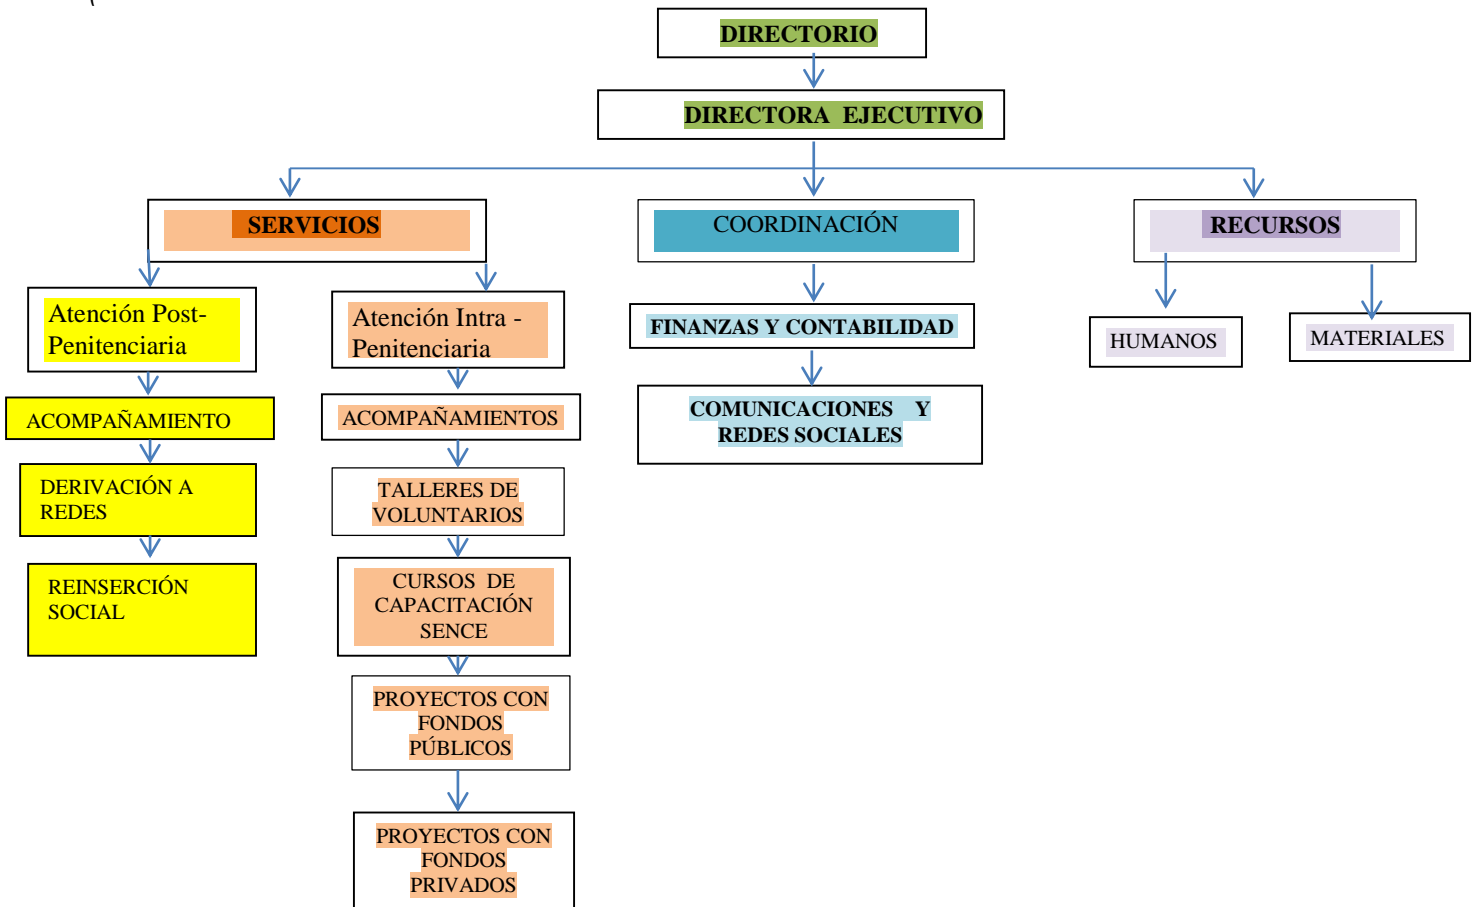 DIRECTORIO
DIRECTORA EJECUTIVO
SERVICIOS
COORDINACIÓN
RECURSOS
Atención Post-
Penitenciaria
Atención Intra -
Penitenciaria
FINANZAS Y CONTABILIDAD
HUMANOS
MATERIALES
ACOMPAÑAMIENTO
ACOMPAÑAMIENTOS
COMUNICACIONES Y
REDES SOCIALES
DERIVACIÓN A
REDES
TALLERES DE
VOLUNTARIOS
REINSERCIÓN
SOCIAL
CURSOS DE
CAPACITACIÓN
SENCE
PROYECTOS CON
FONDOS
PÚBLICOS
PROYECTOS CON
FONDOS
PRIVADOS